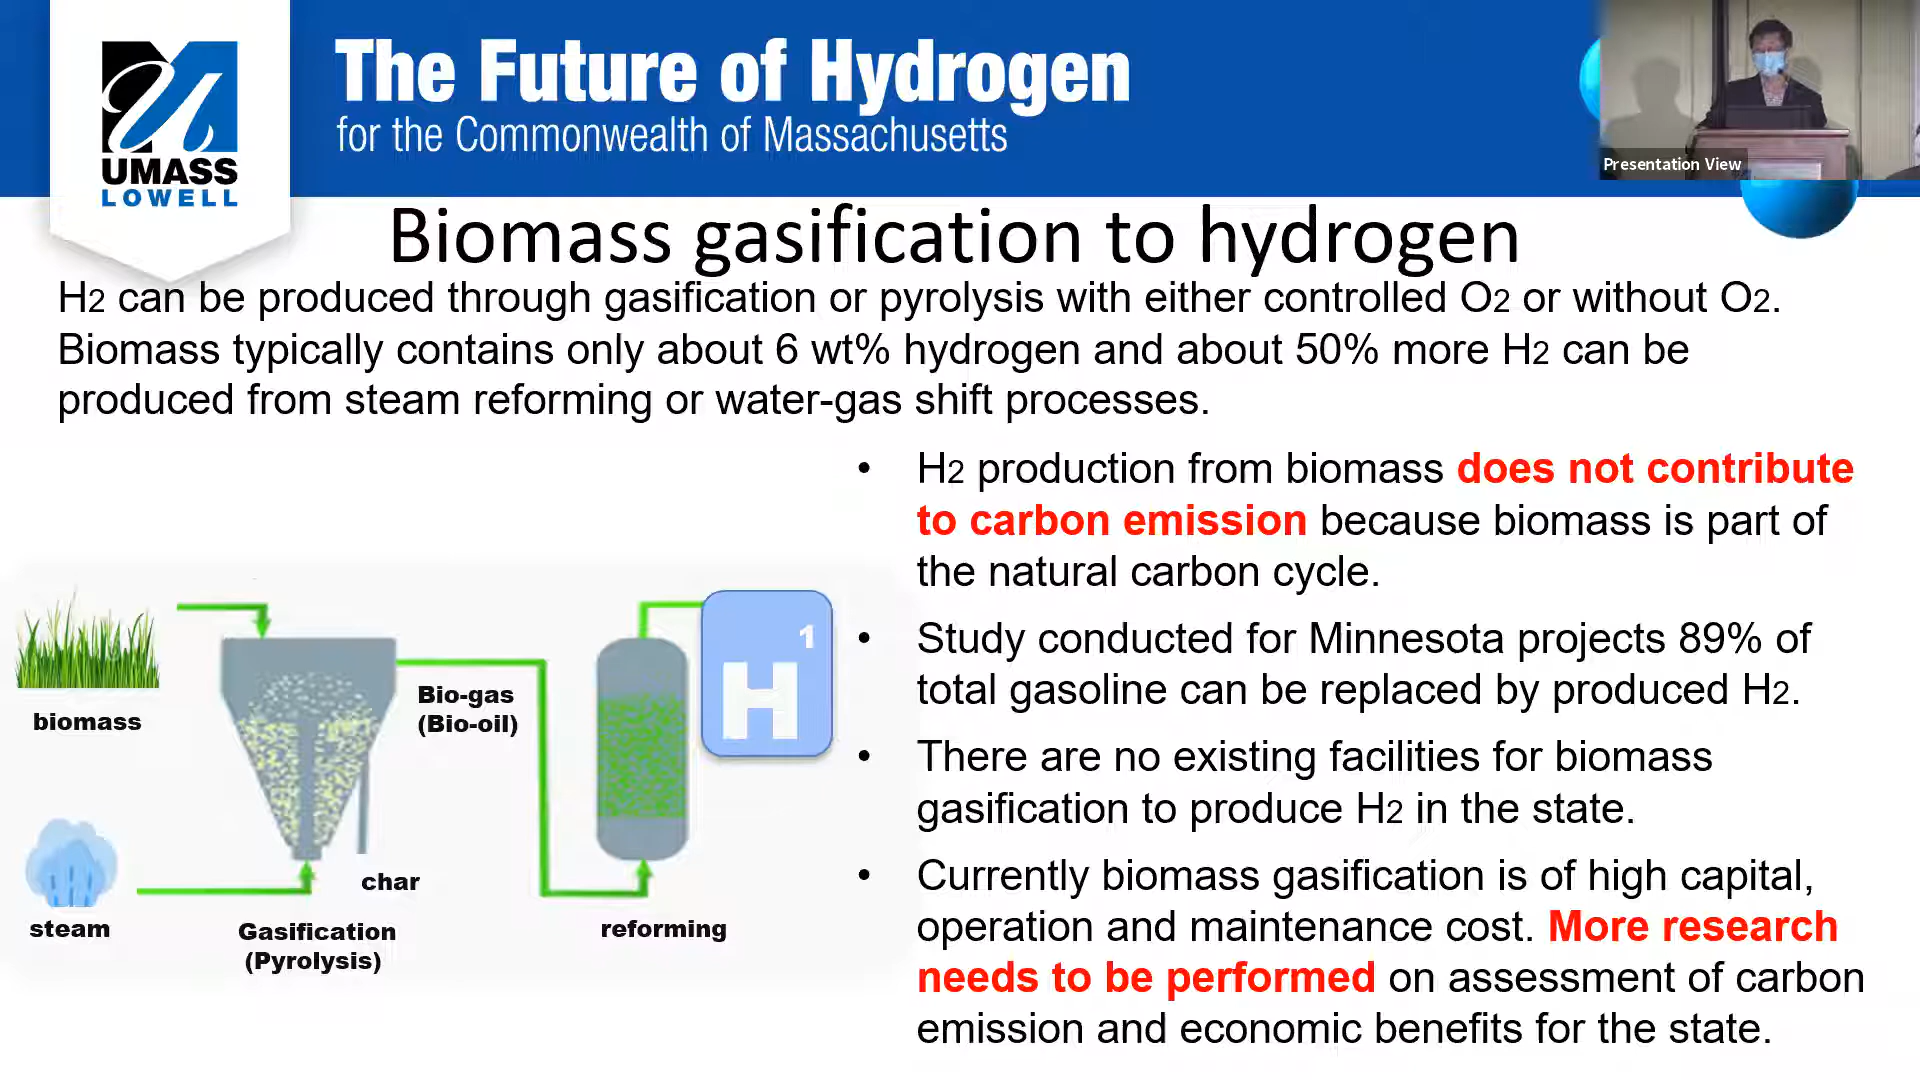 The Future of Hydrogen
for the Commonwealth of Massachusetts
UMASS
LOWELL
Presentation View
Biomass gasification to hydrogen
H2 can be produced through gasification or pyrolysis with either controlled O2 or without O2.
Biomass typically contains only about 6 wt% hydrogen and about 50% more H2 can be
produced from steam reforming or water-gas shift processes.
• H2 production from biomass does not contribute
to carbon emission because biomass is part of
the natural carbon cycle.
• Study conducted for Minnesota projects 89% of
total gasoline can be replaced by produced H2.
• There are no existing facilities for biomass
gasification to produce H2 in the state.
• Currently biomass gasification is of high capital,
operation and maintenance cost. More research
needs to be performed on assessment of carbon
emission and economic benefits for the state.
biomass
steam
Gasification
(Pyrolysis)
char
Bio-gas
(Bio-oil)
reforming
1
H